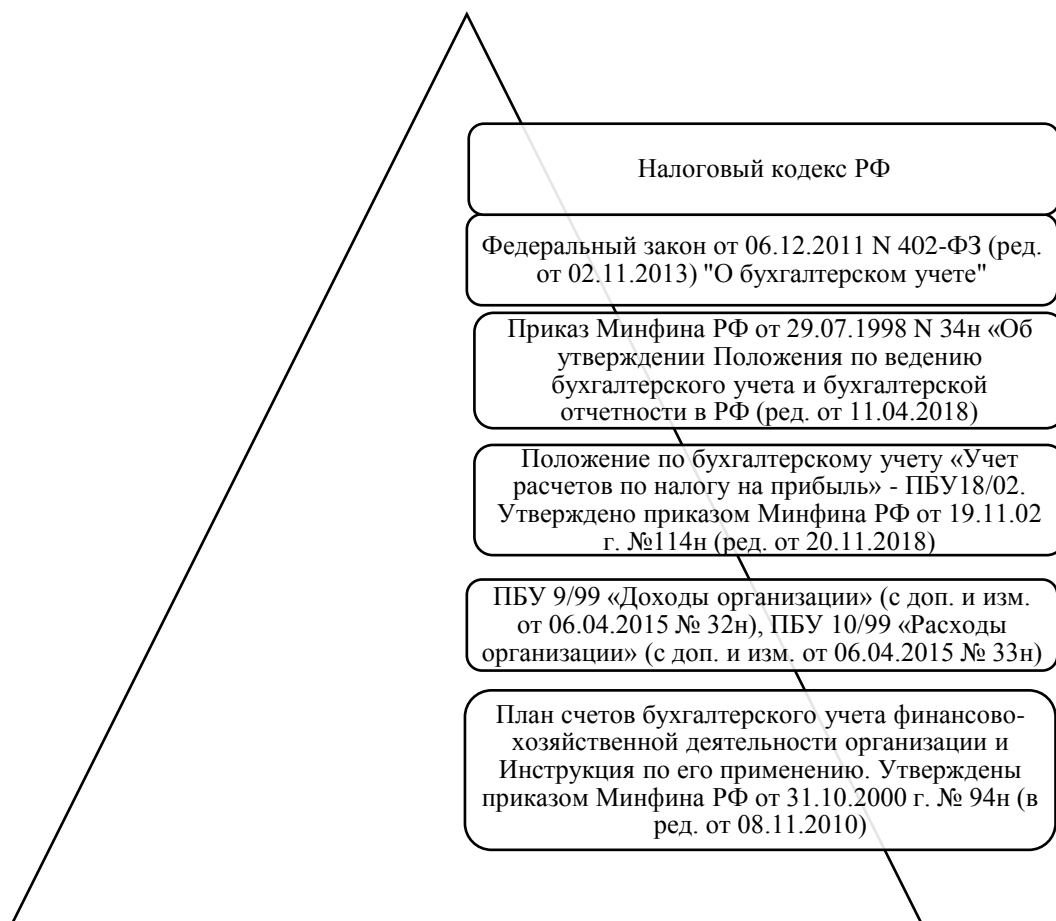 Налоговый кодекс РФ
Федеральный закон от 06.12.2011 N 402-ФЗ (ред.
от 02.11.2013) "О бухгалтерском учете"
Приказ Минфина РФ от 29.07.1998 N 34н «Об
утверждении Положения по ведению
бухгалтерского учета и бухгалтерской
отчетности в РФ (ред. от 11.04.2018)
Положение по бухгалтерскому учету «Учет
расчетов по налогу на прибыль» - ПБУ18/02.
Утверждено приказом Минфина РФ от 19.11.02
г. №114н (ред. от 20.11.2018)
ПБУ 9/99 «Доходы организации» (с доп. и изм.
от 06.04.2015 № 32н), ПБУ 10/99 «Расходы
организации» (с доп. и изм. от 06.04.2015 № 33н)
План счетов бухгалтерского учета финансово-
хозяйственной деятельности организации и
Инструкция по его применению. Утверждены
приказом Минфина РФ от 31.10.2000 г. № 94н (в
ред. от 08.11.2010)